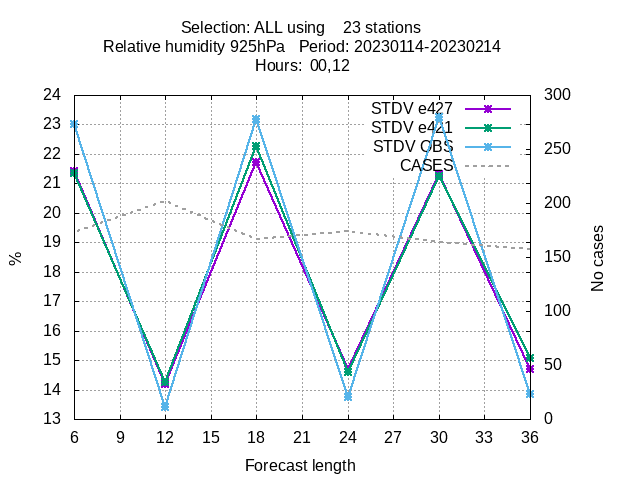 Selection: ALL using    23 stations
Relative humidity 925hPa   Period: 20230114-20230214
Hours:  00,12
STDV e427
STDV e421
STDV OBS
CASES
24
23
22
21
20
19
18
17
16
15
14
13
300
250
200
150
100
50
0
%
No cases
6 9 12 15 18 21 24 27 30 33 36
Forecast length